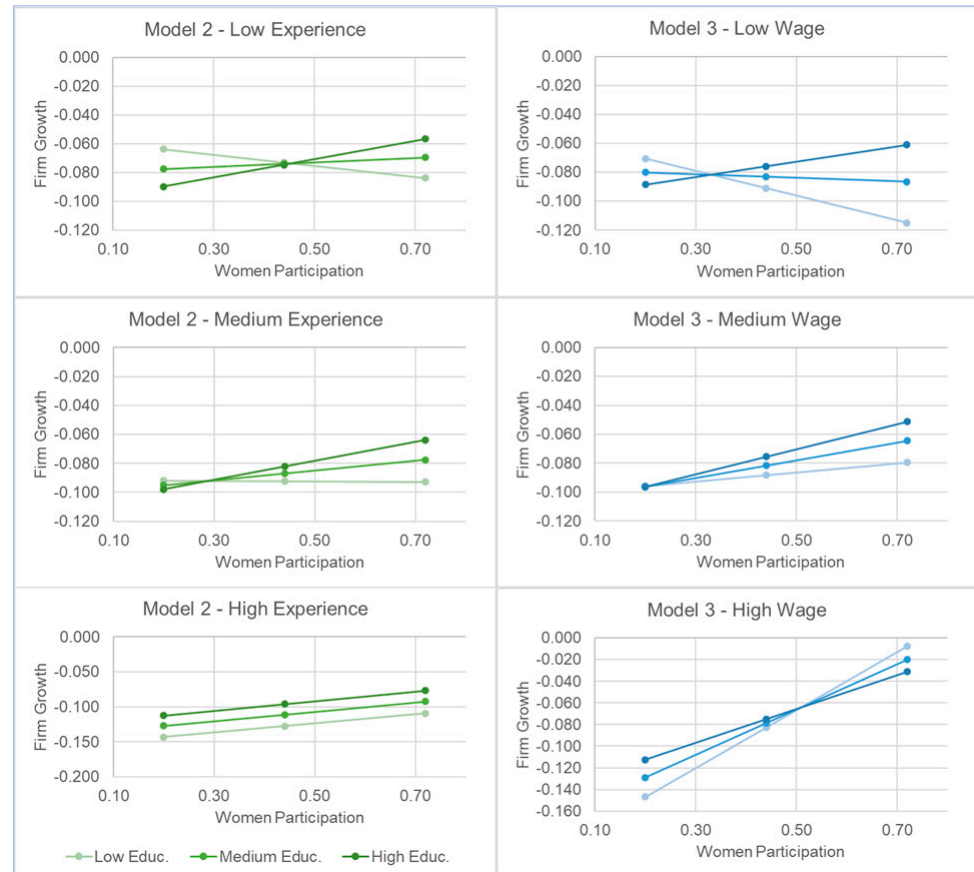 Model 2 - Low Experience
0.000
-0.020
-0.040
-0.060
-0.080
-0.100
-0.120
Firm Growth
0.10 0.30 0.50 0.70
Women Participation
Model 3 - Low Wage
0.000
-0.020
-0.040
-0.060
-0.080
-0.100
-0.120
Firm Growth
0.10 0.30 0.50 0.70
Women Participation
Model 2 - Medium Experience
0.000
-0.020
-0.040
-0.060
-0.080
-0.100
-0.120
Firm Growth
0.10 0.30 0.50 0.70
Women Participation
Model 3 - Medium Wage
0.000
-0.020
-0.040
-0.060
-0.080
-0.100
-0.120
Firm Growth
0.10 0.30 0.50 0.70
Women Participation
Model 2 - High Experience
0.000
-0.050
-0.100
-0.150
-0.200
Firm Growth
0.10 0.30 0.50 0.70
Women Participation
Low Educ. Medium Educ. High Educ.
Model 3 - High Wage
0.000
-0.020
-0.040
-0.060
-0.080
-0.100
-0.120
-0.140
-0.160
Firm Growth
0.10 0.30 0.50 0.70
Women Participation